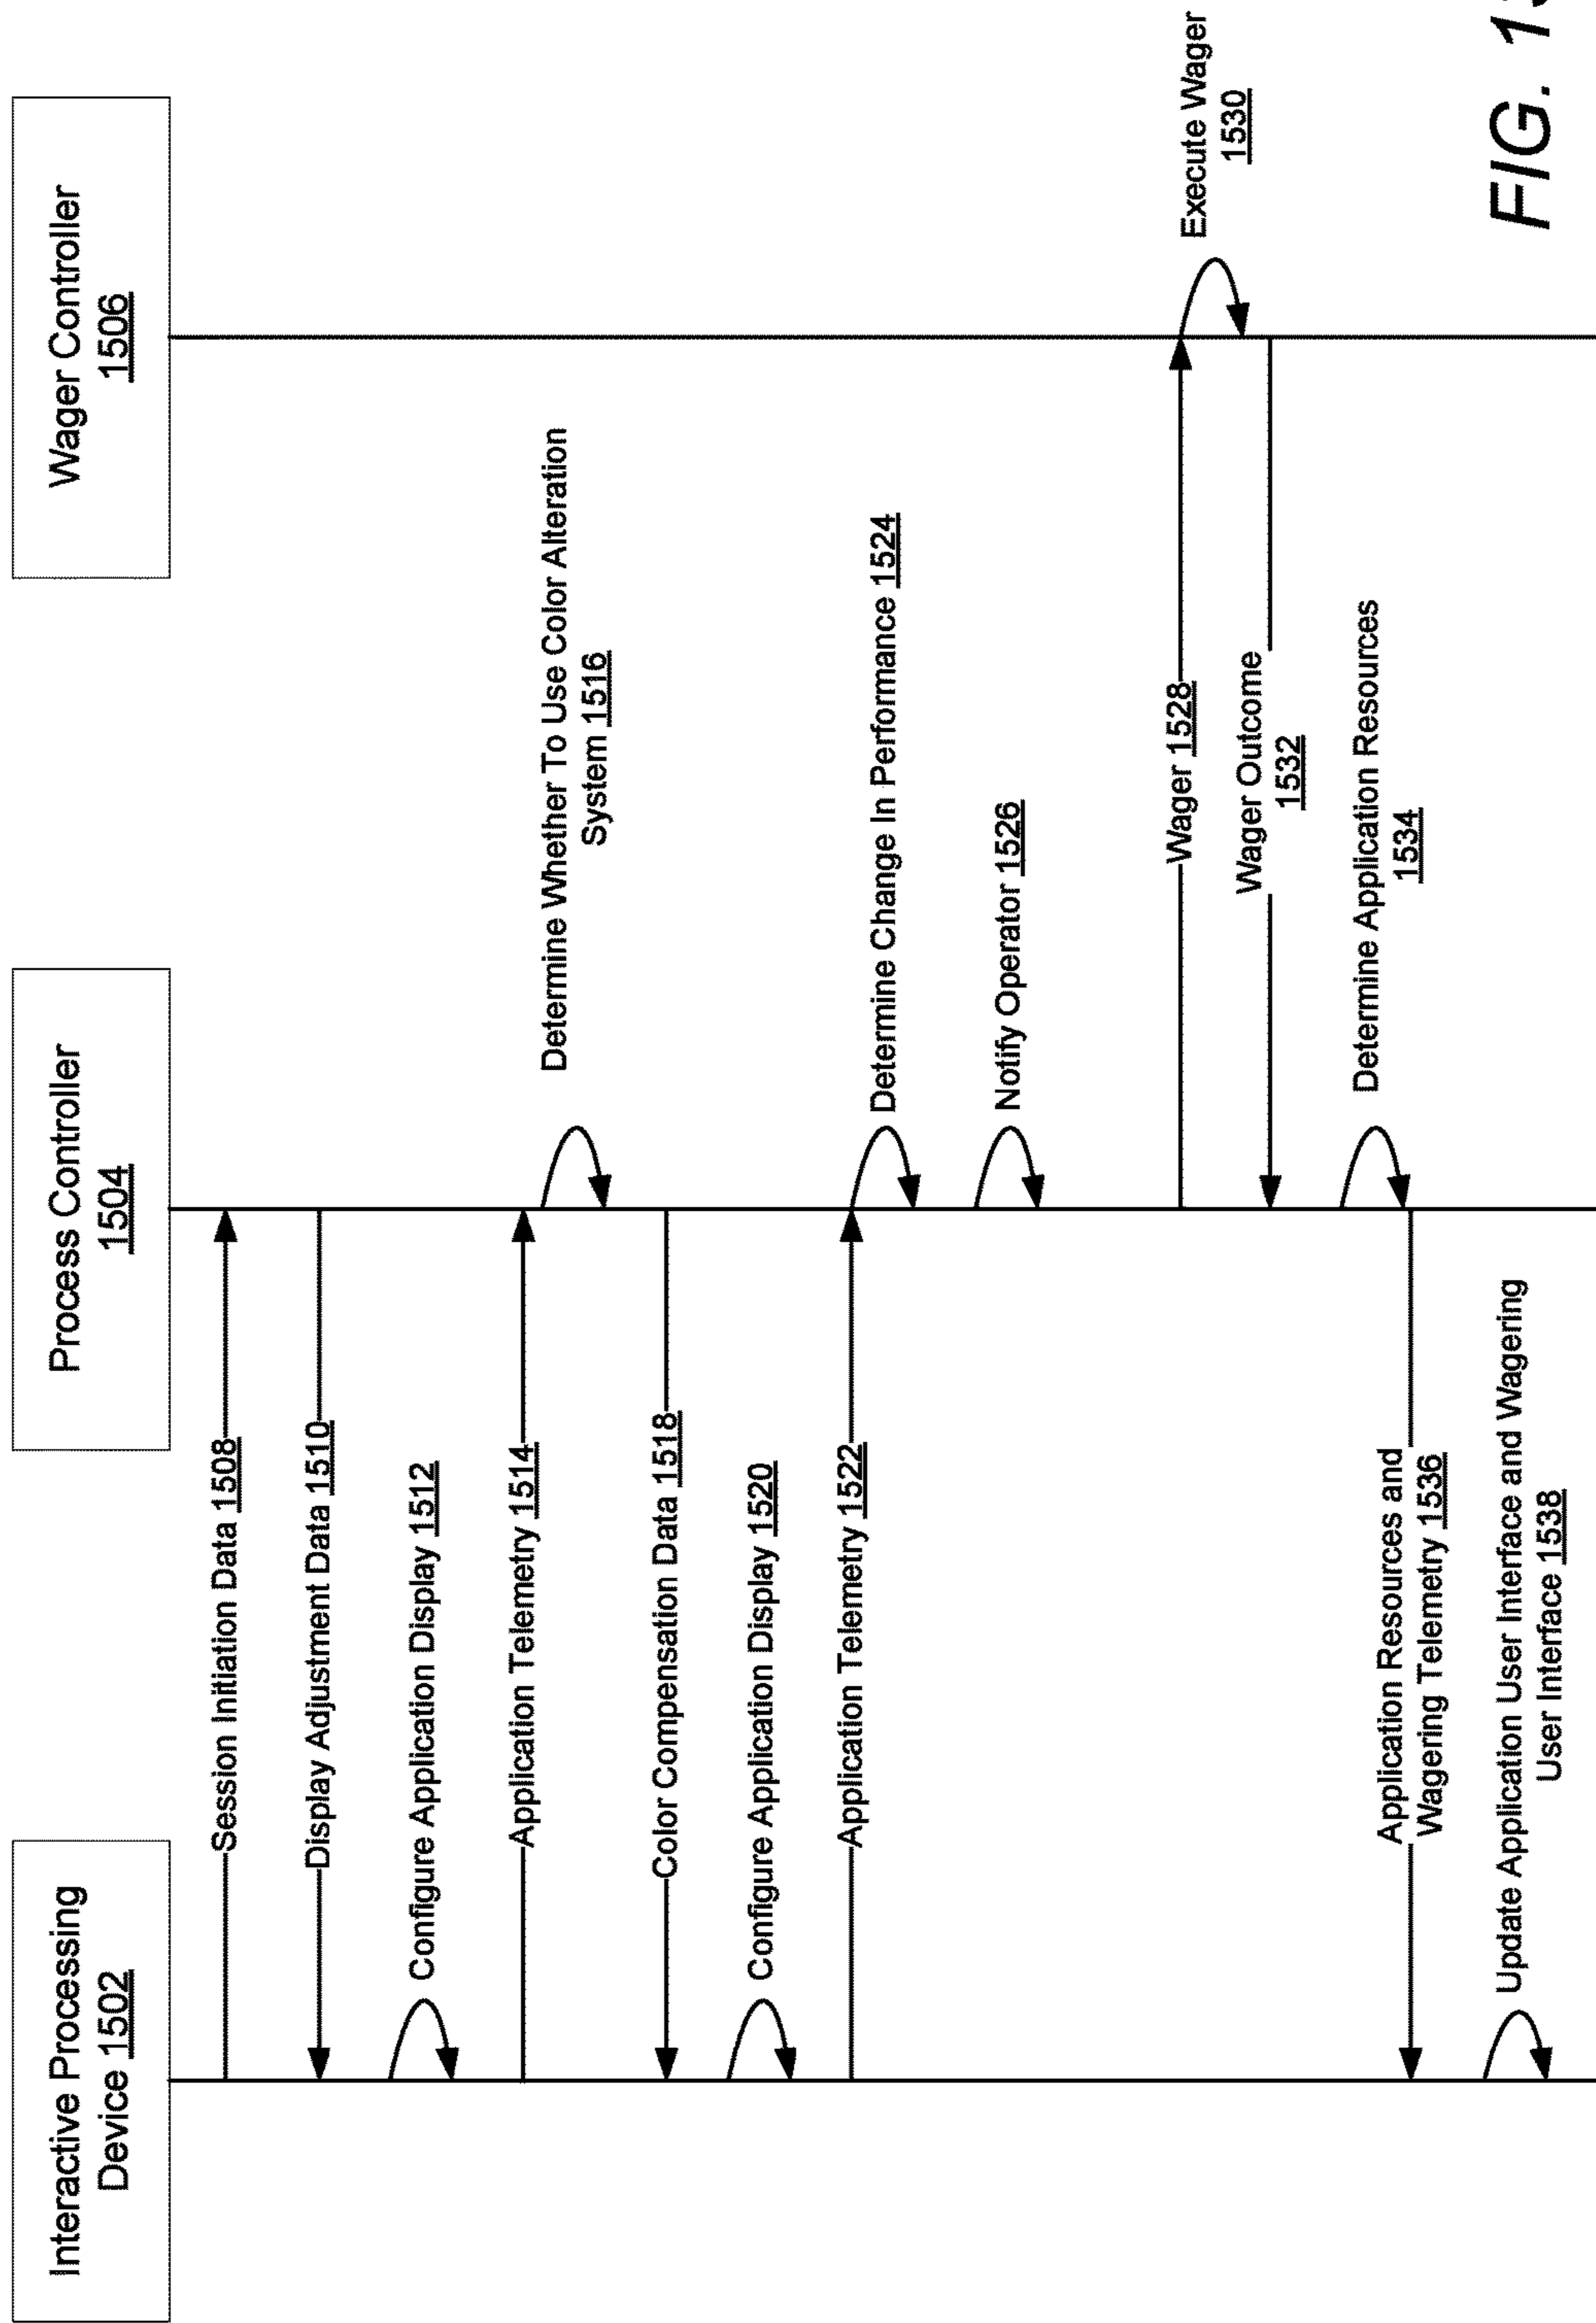 Interactive Processing
Device 1502
Process Controller
1504
Wager Controller
1506
Session Initiation Data 1508
Display Adjustment Data 1510
Configure Application Display 1512
Application Telemetry 1514
Determine Whether To Use Color Alteration
System 1516
Color Compensation Data 1518
Configure Application Display 1520
Application Telemetry 1522
Determine Change In Performance 1524
Notify Operator 1526
Wager 1528
Execute Wager
1530
Wager Outcome
1532
Determine Application Resources
1534
Application Resources and
Wagering Telemetry 1536
Update Application User Interface and Wagering
User Interface 1538
FIG.